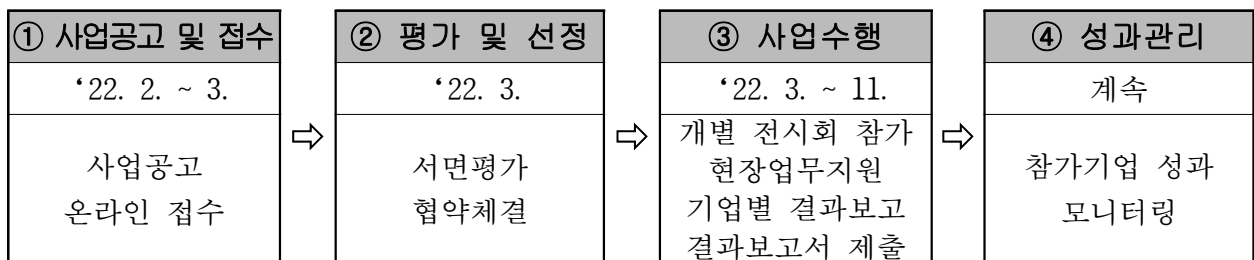 ① 사업공고 및 접수
'22. 2. ~ 3.
사업공고
온라인 접수
⇨
② 평가 및 선정
'22. 3.
서면평가
협약체결
⇨
③ 사업수행
'22. 3. ~ 11.
개별 전시회 참가
현장업무지원
기업별 결과보고
결과보고서 제출
⇨
④ 성과관리
계속
참가기업 성과
모니터링